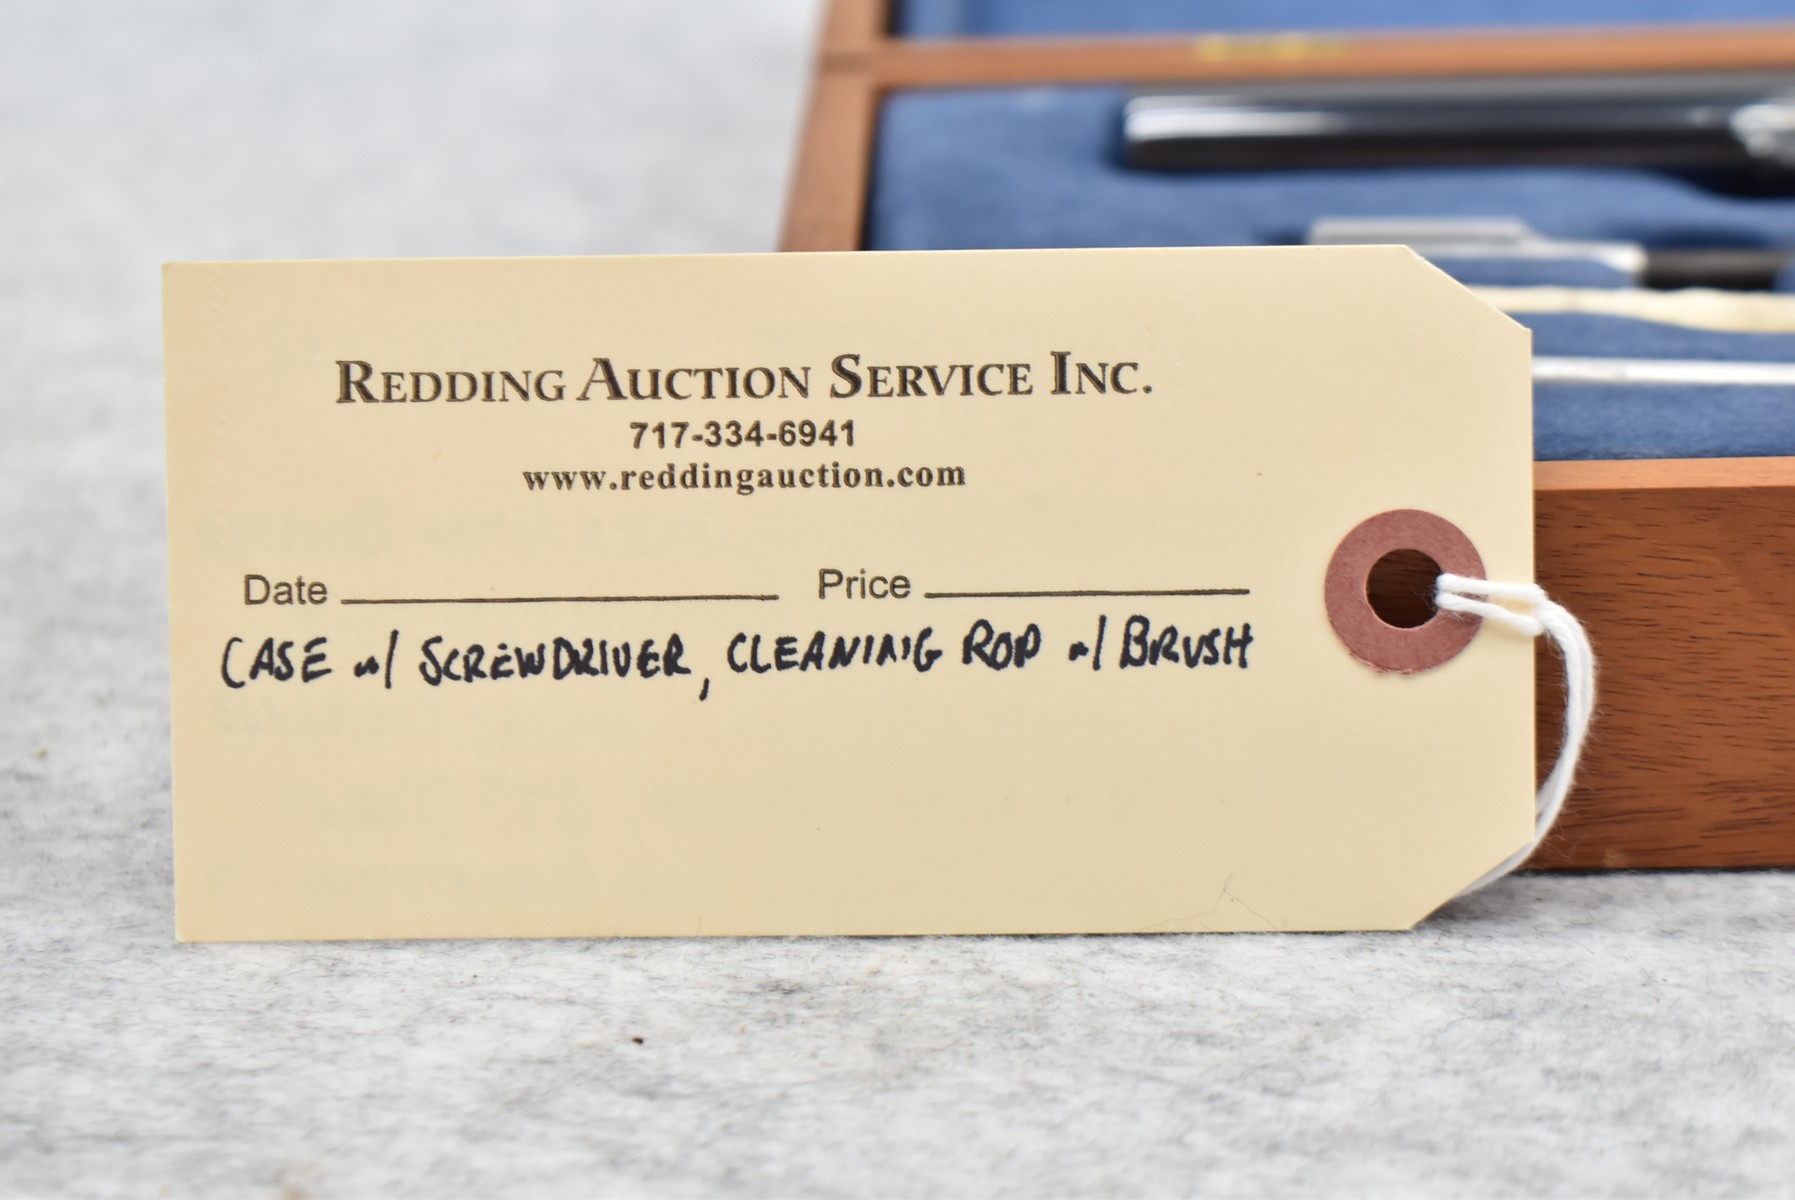 REDDING AUCTION SERVICE INC.
717-334-6941
www.reddingauction.com
Date Price
CASE w/ SCREWDRIVER, CLEANING ROD w/ BRUSH